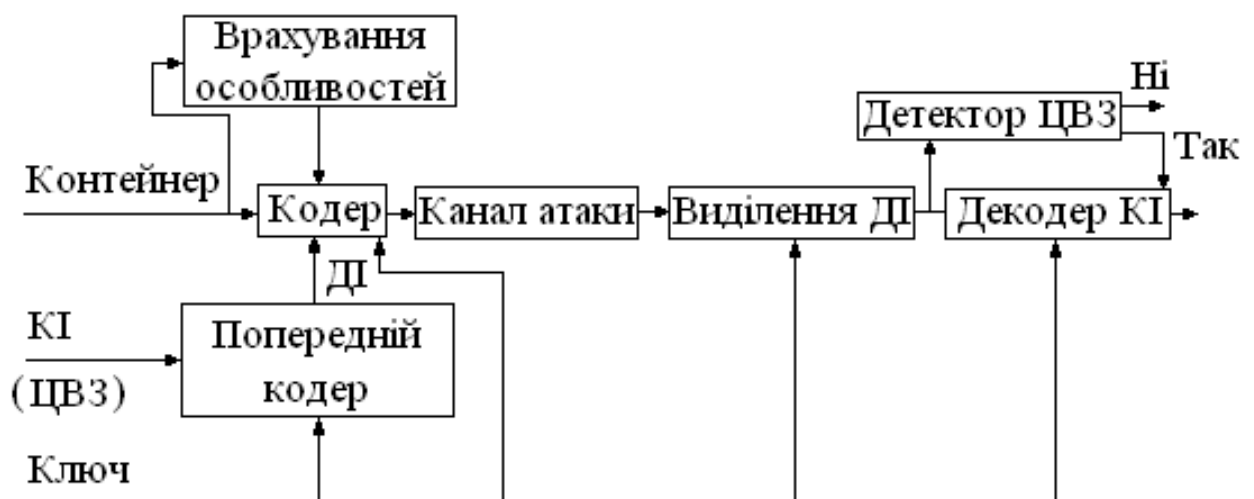 Врахування
особливостей
Детектор ЦВЗ
Ні
Так
Контейнер
Кодер
Канал атаки
Виділення ДІ
Декодер КІ
ДІ
КІ
(ЦВЗ)
Попередній
кодер
Ключ